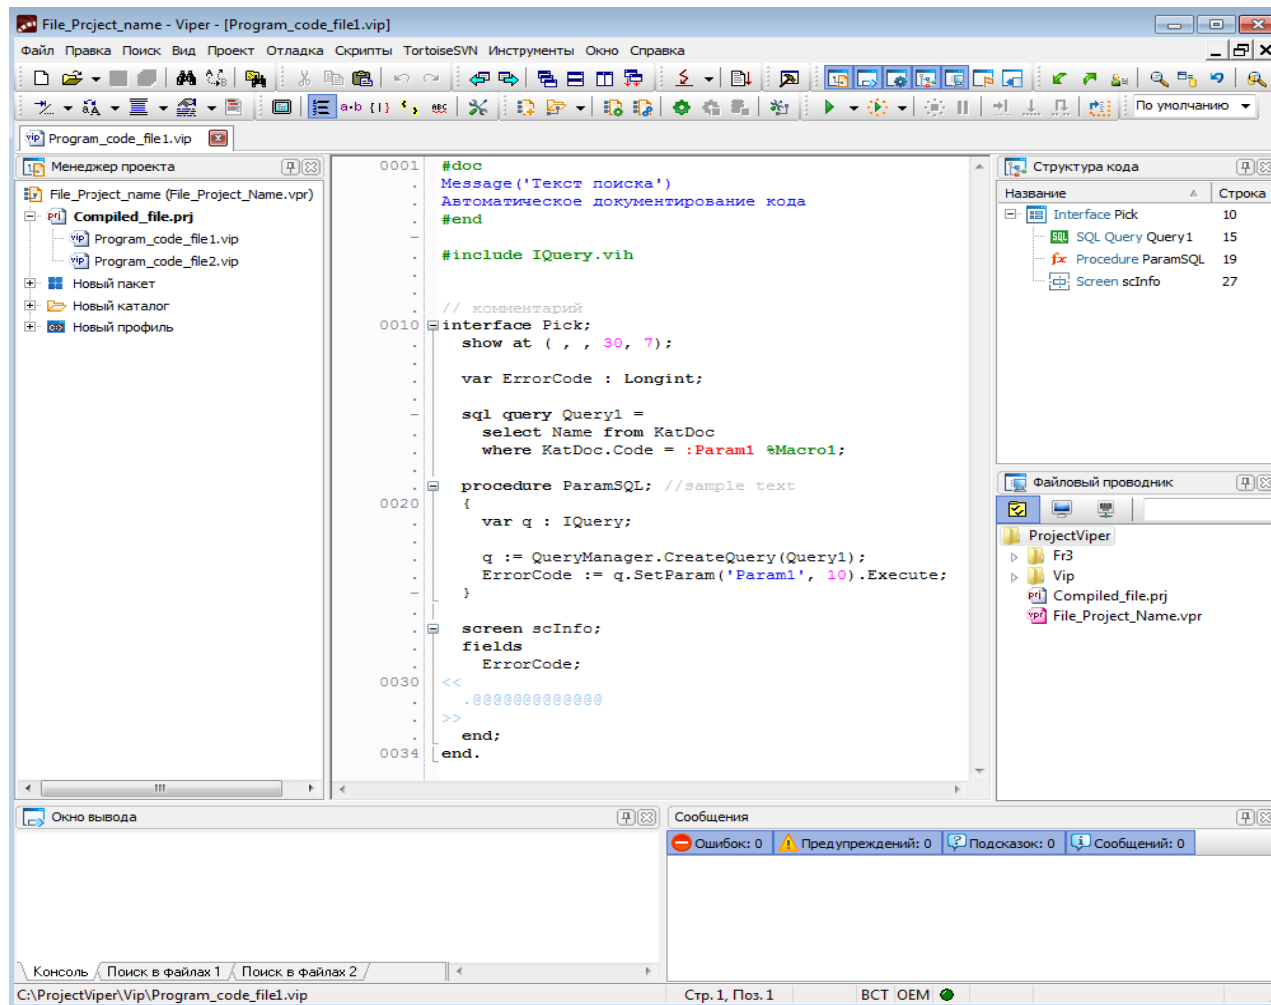 File_Project_name - Viper - [Program_code_file1.vip]
Файл Правка Поиск Вид Проект Отладка Скрипты TortoiseSVN Инструменты Окно Справка
По умолчанию
Program_code_file1.vip
Менеджер проекта
File_Project_name (File_Project_Name.vpr)
Compiled_file.prj
Program_code_file1.vip
Program_code_file2.vip
Новый пакет
Новый каталог
Новый профиль
0001 #doc
Message('Текст поиска')
Автоматическое документирование кода
#end
#include IQuery.vih
// комментарий
0010 interface Pick;
show at ( , , 30, 7);
var ErrorCode : Longint;
sql query Query1 =
select Name from KatDoc
where KatDoc.Code = :Param1 %Macro1;
procedure ParamSQL; //sample text
0020 {
var q : IQuery;
q := QueryManager.CreateQuery(Query1);
ErrorCode := q.SetParam('Param1', 10).Execute;
}
screen scInfo;
fields
ErrorCode;
0030 <<
.@@@@@@@@@@@@@
>>
end;
0034 end.
Структура кода
Название Строка
Interface Pick 10
SQL Query Query1 15
Procedure ParamSQL 19
Screen scInfo 27
Файловый проводник
ProjectViper
Fr3
Vip
Compiled_file.prj
File_Project_Name.vpr
Окно вывода
Консоль Поиск в файлах 1 Поиск в файлах 2
Сообщения
Ошибок: 0 Предупреждений: 0 Подсказок: 0 Сообщений: 0
C:\ProjectViper\Vip\Program_code_file1.vip Стр. 1, Поз. 1 ВСТ OEM